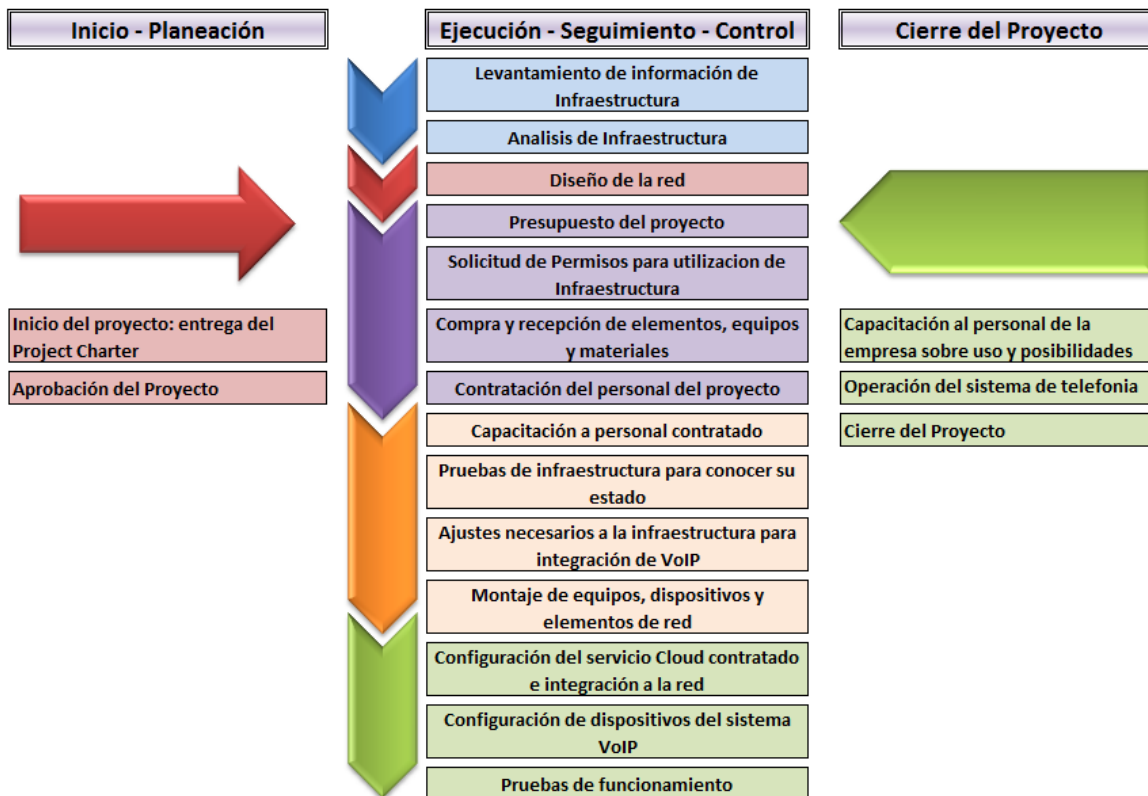 Inicio - Planeación
Inicio del proyecto: entrega del
Project Charter
Aprobación del Proyecto
Ejecución - Seguimiento - Control
Levantamiento de información de
Infraestructura
Analisis de Infraestructura
Diseño de la red
Presupuesto del proyecto
Solicitud de Permisos para utilizacion de
Infraestructura
Compra y recepción de elementos, equipos
y materiales
Contratación del personal del proyecto
Capacitación a personal contratado
Pruebas de infraestructura para conocer su
estado
Ajustes necesarios a la infraestructura para
integración de VoIP
Montaje de equipos, dispositivos y
elementos de red
Configuración del servicio Cloud contratado
e integración a la red
Configuración de dispositivos del sistema
VoIP
Pruebas de funcionamiento
Cierre del Proyecto
Capacitación al personal de la
empresa sobre uso y posibilidades
Operación del sistema de telefonia
Cierre del Proyecto